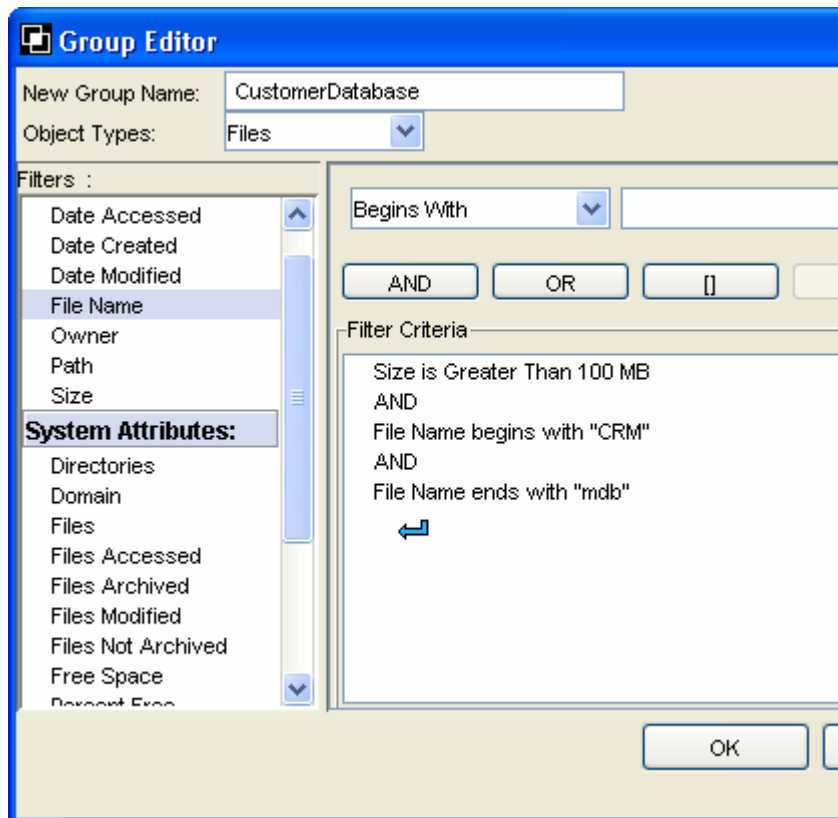 Group Editor
New Group Name: CustomerDatabase
Object Types: Files
Filters :
Date Accessed
Date Created
Date Modified
File Name
Owner
Path
Size
System Attributes:
Directories
Domain
Files
Files Accessed
Files Archived
Files Modified
Files Not Archived
Free Space
Percent Free
Begins With
AND OR []
Filter Criteria
Size is Greater Than 100 MB
AND
File Name begins with "CRM"
AND
File Name ends with "mdb"
OK